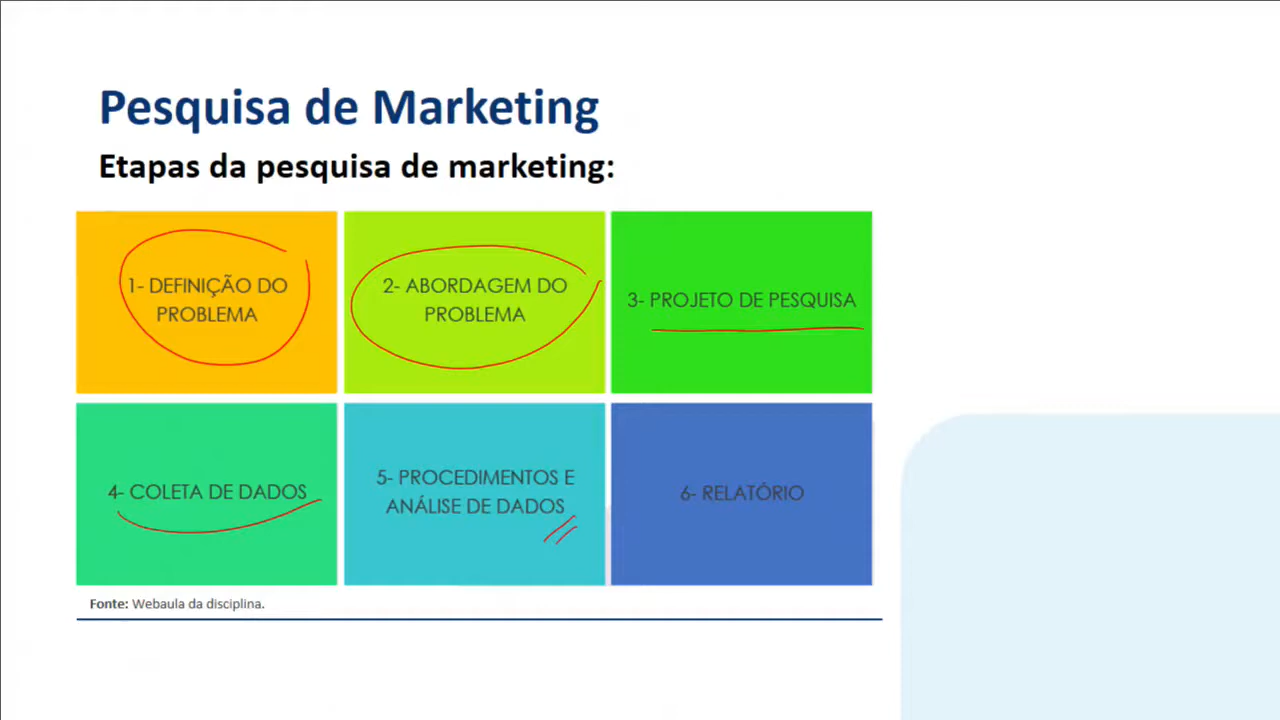 Pesquisa de Marketing
Etapas da pesquisa de marketing:
1- DEFINIÇÃO DO
PROBLEMA
2- ABORDAGEM DO
PROBLEMA
3- PROJETO DE PESQUISA
4- COLETA DE DADOS
5- PROCEDIMENTOS E
ANÁLISE DE DADOS
6- RELATÓRIO
Fonte: Webaula da disciplina.